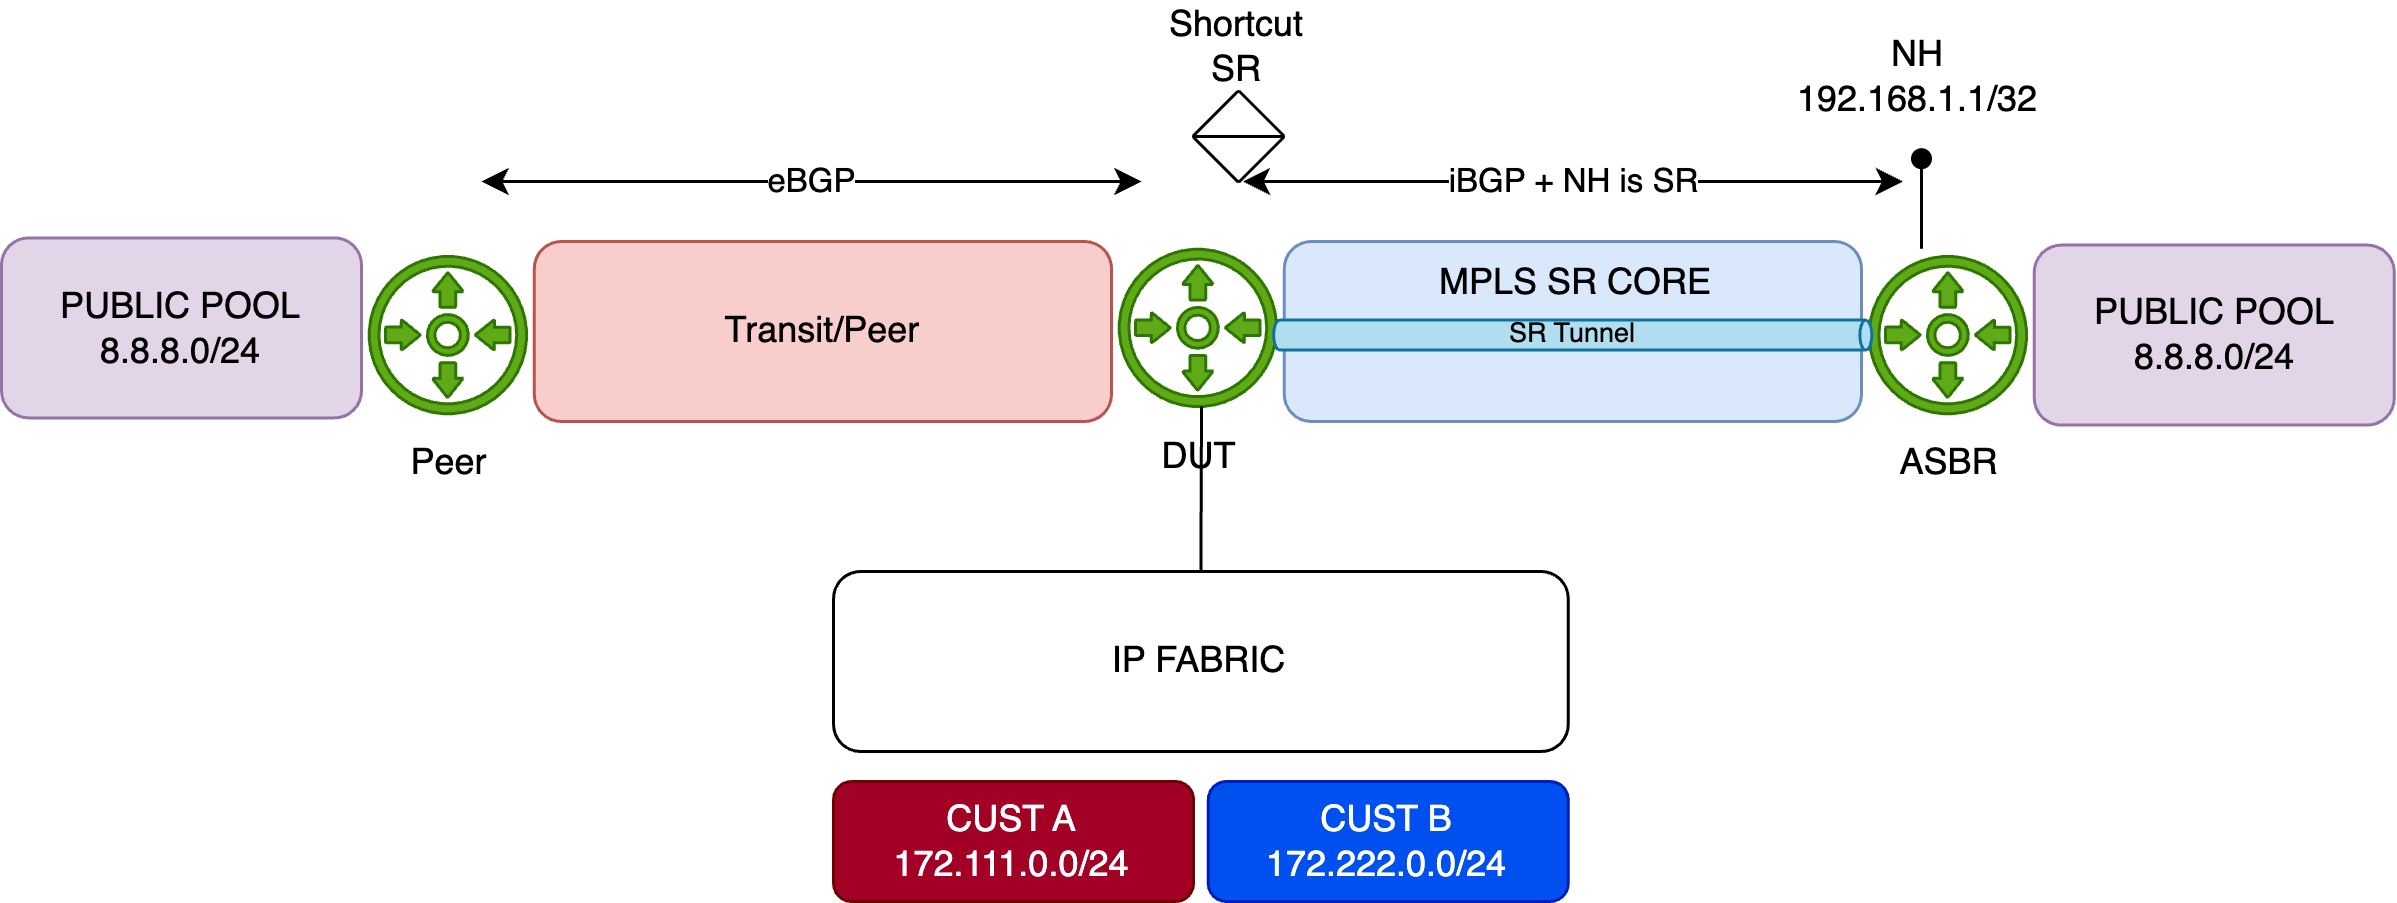 Shortcut
SR
NH
192.168.1.1/32
eBGP
iBGP + NH is SR
PUBLIC POOL
8.8.8.0/24
Transit/Peer
MPLS SR CORE
SR Tunnel
PUBLIC POOL
8.8.8.0/24
Peer
DUT
ASBR
IP FABRIC
CUST A
172.111.0.0/24
CUST B
172.222.0.0/24